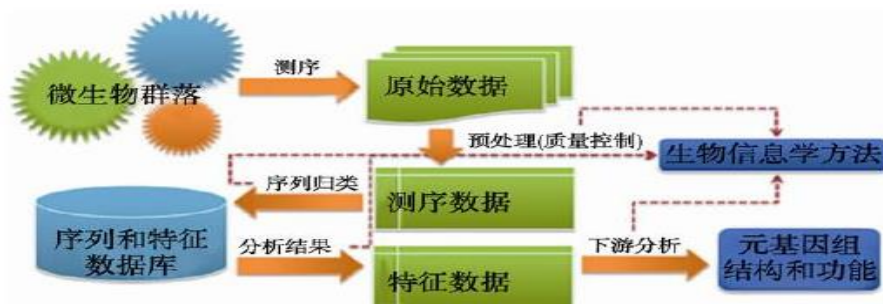 测序
微生物群落
原始数据
预处理(质量控制)
生物信息学方法
序列归类
测序数据
序列和特征
数据库
分析结果
特征数据
下游分析
元基因组
结构和功能